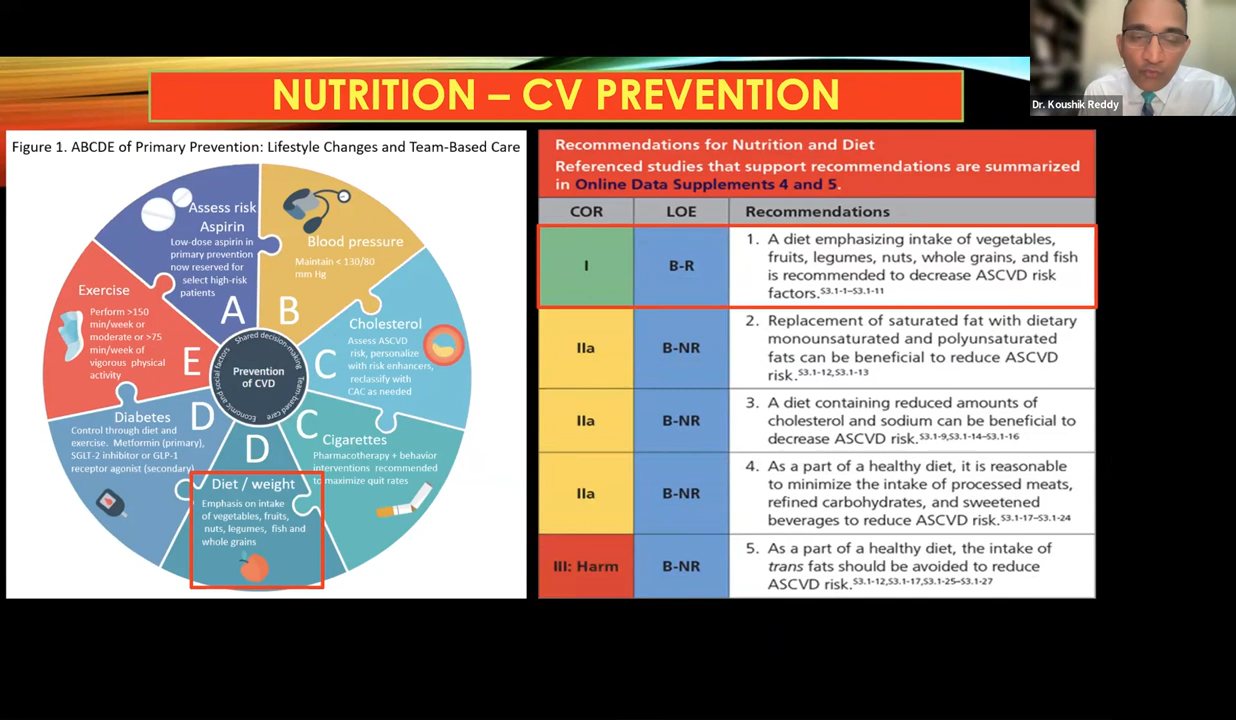 Dr. Koushik Reddy
NUTRITION – CV PREVENTION
Figure 1. ABCDE of Primary Prevention: Lifestyle Changes and Team-Based Care
Assess risk
Aspirin
Low-dose aspirin in
primary prevention
now reserved for
select high-risk
patients
A
Blood pressure
Maintain < 130/80
mm Hg
B
Cholesterol
Assess ASCVD
risk, personalize
with risk enhancers,
reclassify with
CAC as needed
C
Cigarettes
Pharmacotherapy + behavior
interventions recommended
to maximize quit rates
C
Diet / weight
Emphasis on intake
of vegetables, fruits,
nuts, legumes, fish and
whole grains
D
Diabetes
Control through diet and
exercise. Metformin (primary),
SGLT-2 inhibitor or GLP-1
receptor agonist (secondary)
D
Exercise
Perform >150
min/week or
moderate or >75
min/week of
vigorous physical
activity
E
Shared decision-making
Team-based care
Economic and social factors
Prevention
of CVD
Recommendations for Nutrition and Diet
Referenced studies that support recommendations are summarized
in Online Data Supplements 4 and 5.
COR LOE Recommendations
I B-R 1. A diet emphasizing intake of vegetables,
fruits, legumes, nuts, whole grains, and fish
is recommended to decrease ASCVD risk
factors.S3.1-1–S3.1-11
IIa B-NR 2. Replacement of saturated fat with dietary
monounsaturated and polyunsaturated
fats can be beneficial to reduce ASCVD
risk.S3.1-12,S3.1-13
IIa B-NR 3. A diet containing reduced amounts of
cholesterol and sodium can be beneficial to
decrease ASCVD risk.S3.1-9,S3.1-14–S3.1-16
IIa B-NR 4. As a part of a healthy diet, it is reasonable
to minimize the intake of processed meats,
refined carbohydrates, and sweetened
beverages to reduce ASCVD risk.S3.1-17–S3.1-24
III: Harm B-NR 5. As a part of a healthy diet, the intake of
trans fats should be avoided to reduce
ASCVD risk.S3.1-12,S3.1-17,S3.1-25–S3.1-27